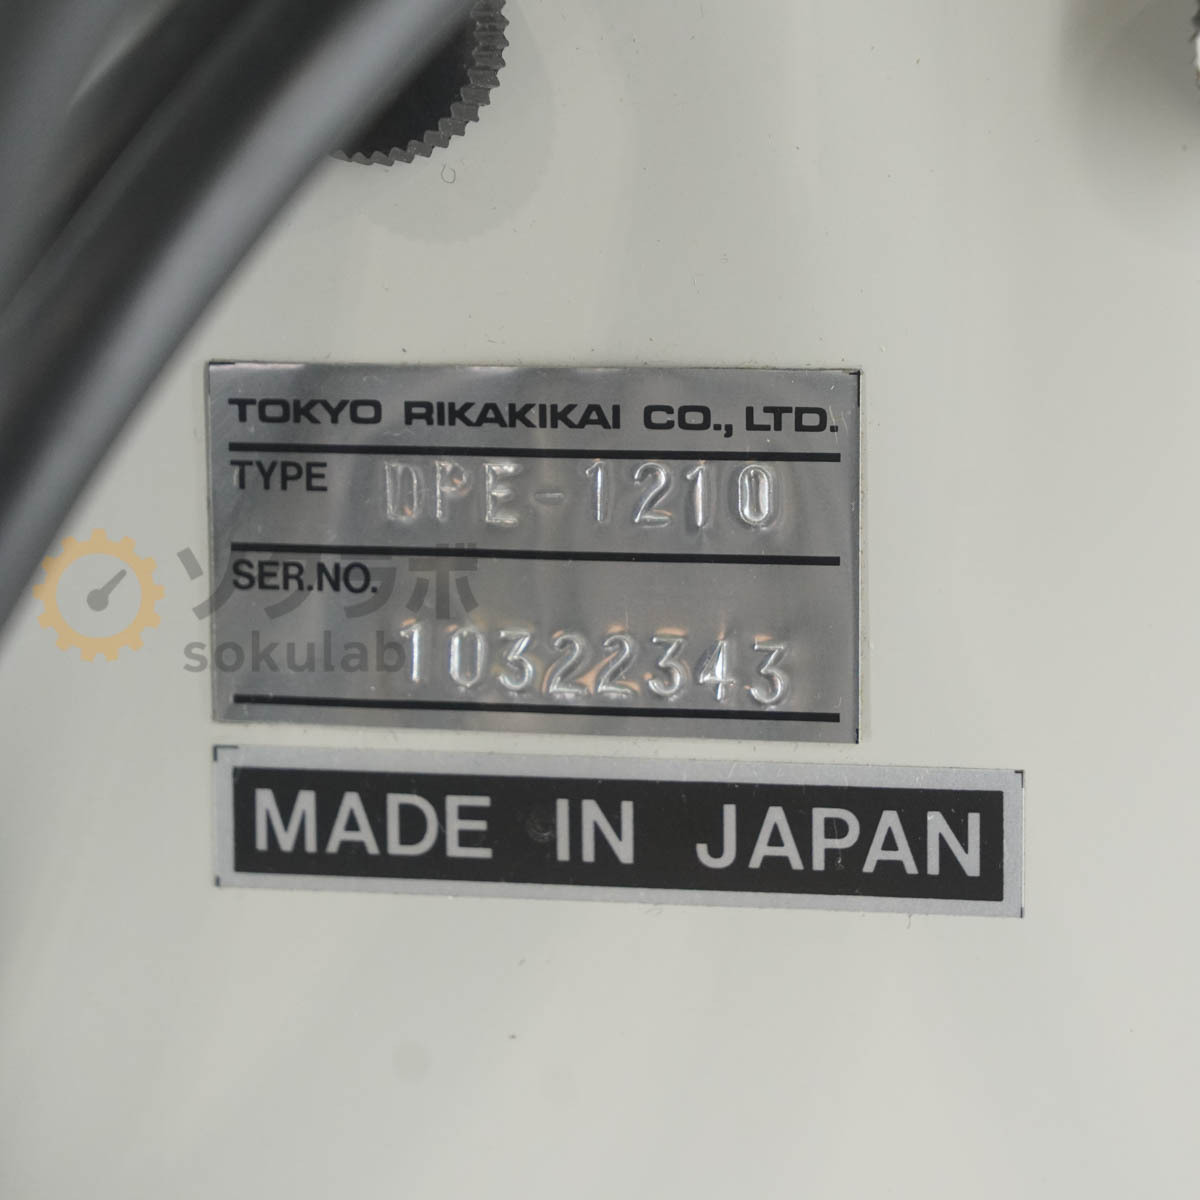 TOKYO RIKAKIKAI CO., LTD.
TYPE DPE-1210
SER.NO.
10322343
ソクラボ
sokulab
MADE IN JAPAN